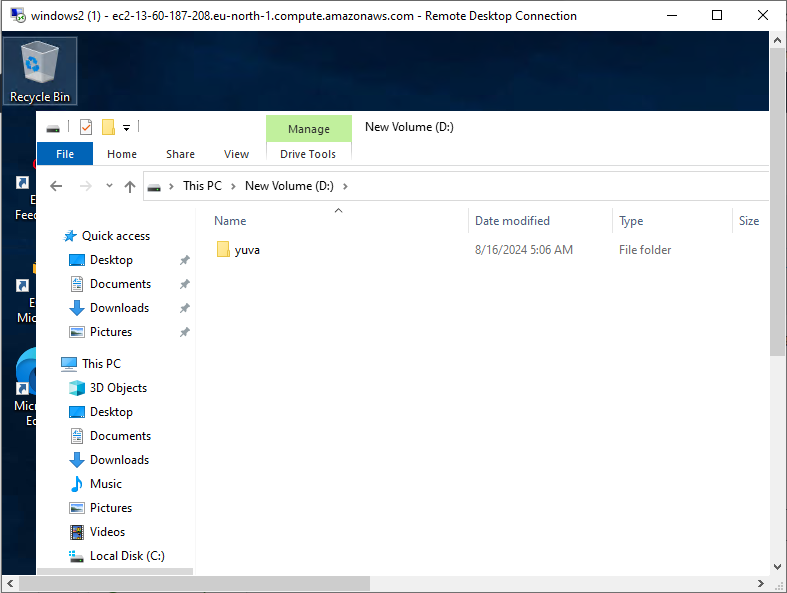 windows2 (1) - ec2-13-60-187-208.eu-north-1.compute.amazonaws.com - Remote Desktop Connection
Recycle Bin
Manage New Volume (D:)
File Home Share View Drive Tools
This PC New Volume (D:)
Name Date modified Type Size
yuva 8/16/2024 5:06 AM File folder
E
Feed
E
Mic
Micr
Ed
Quick access
Desktop
Documents
Downloads
Pictures
This PC
3D Objects
Desktop
Documents
Downloads
Music
Pictures
Videos
Local Disk (C:)